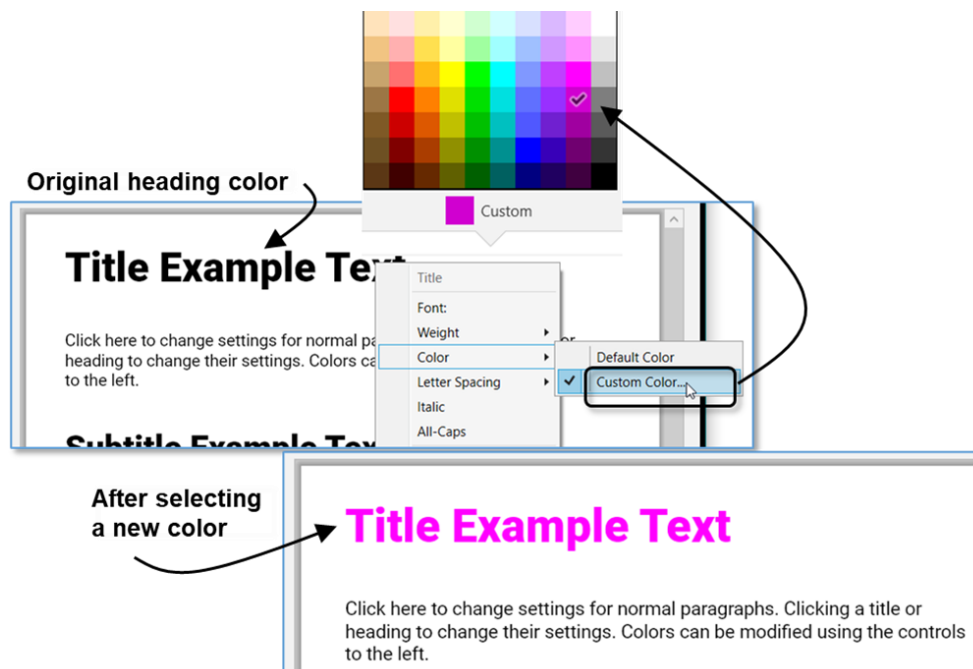 Custom
Original heading color
Title Example Text
Title
Font:
Click here to change settings for normal pa
or
Weight
heading to change their settings. Colors ca
Color
Default Color
to the left.
Letter Spacing
Custom Color...
Italic
All-Caps
Subtitle Example Tex
After selecting
a new color
Title Example Text
Click here to change settings for normal paragraphs. Clicking a title or
heading to change their settings. Colors can be modified using the controls
to the left.